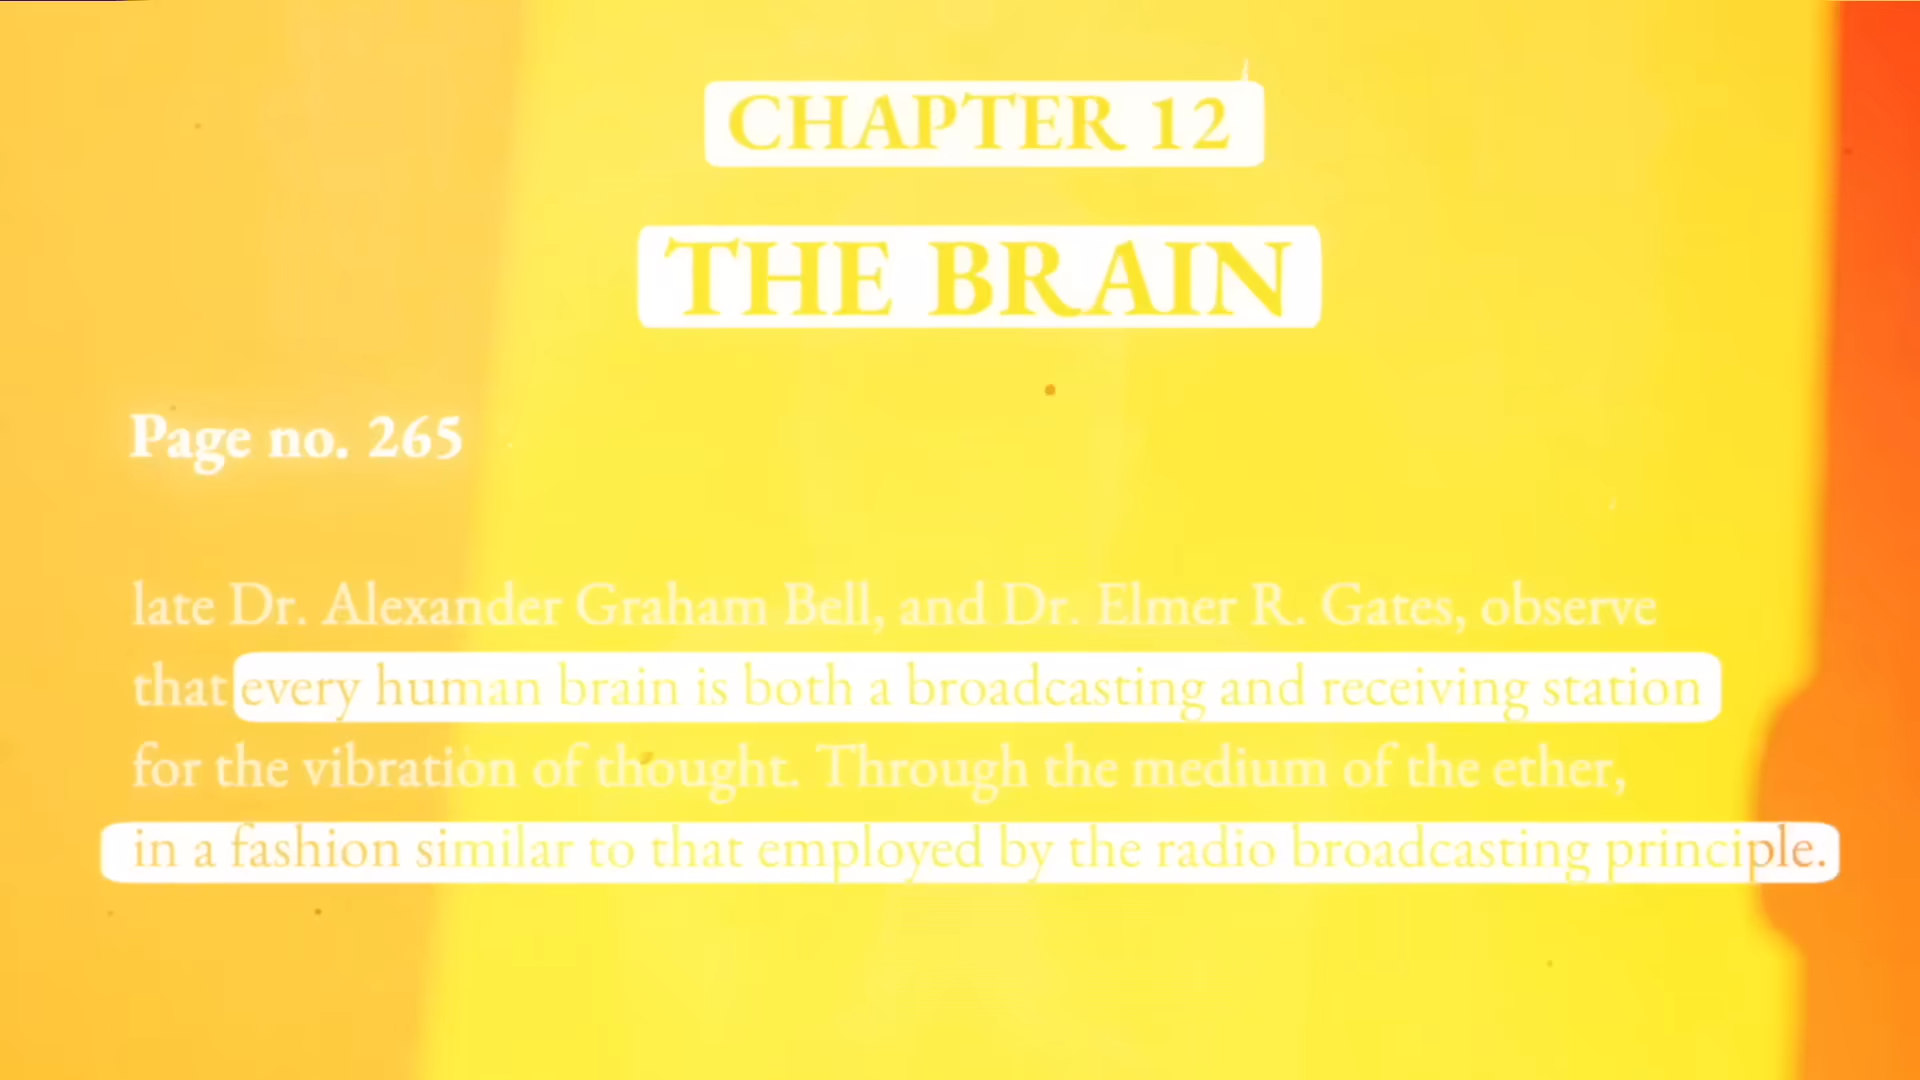 CHAPTER 12
THE BRAIN
Page no. 265
late Dr. Alexander Graham Bell, and Dr. Elmer R. Gates, observe
that every human brain is both a broadcasting and receiving station
for the vibration of thought. Through the medium of the ether,
in a fashion similar to that employed by the radio broadcasting principle.